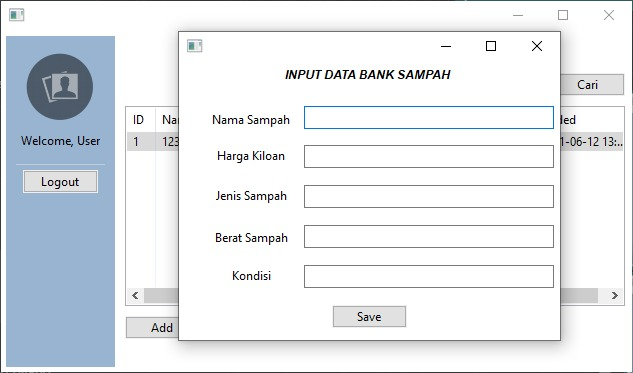 INPUT DATA BANK SAMPAH
Cari
Nama Sampah
ID
Harga Kiloan
1
Welcome, User
Logout
Jenis Sampah
Berat Sampah
Kondisi
Save
Add